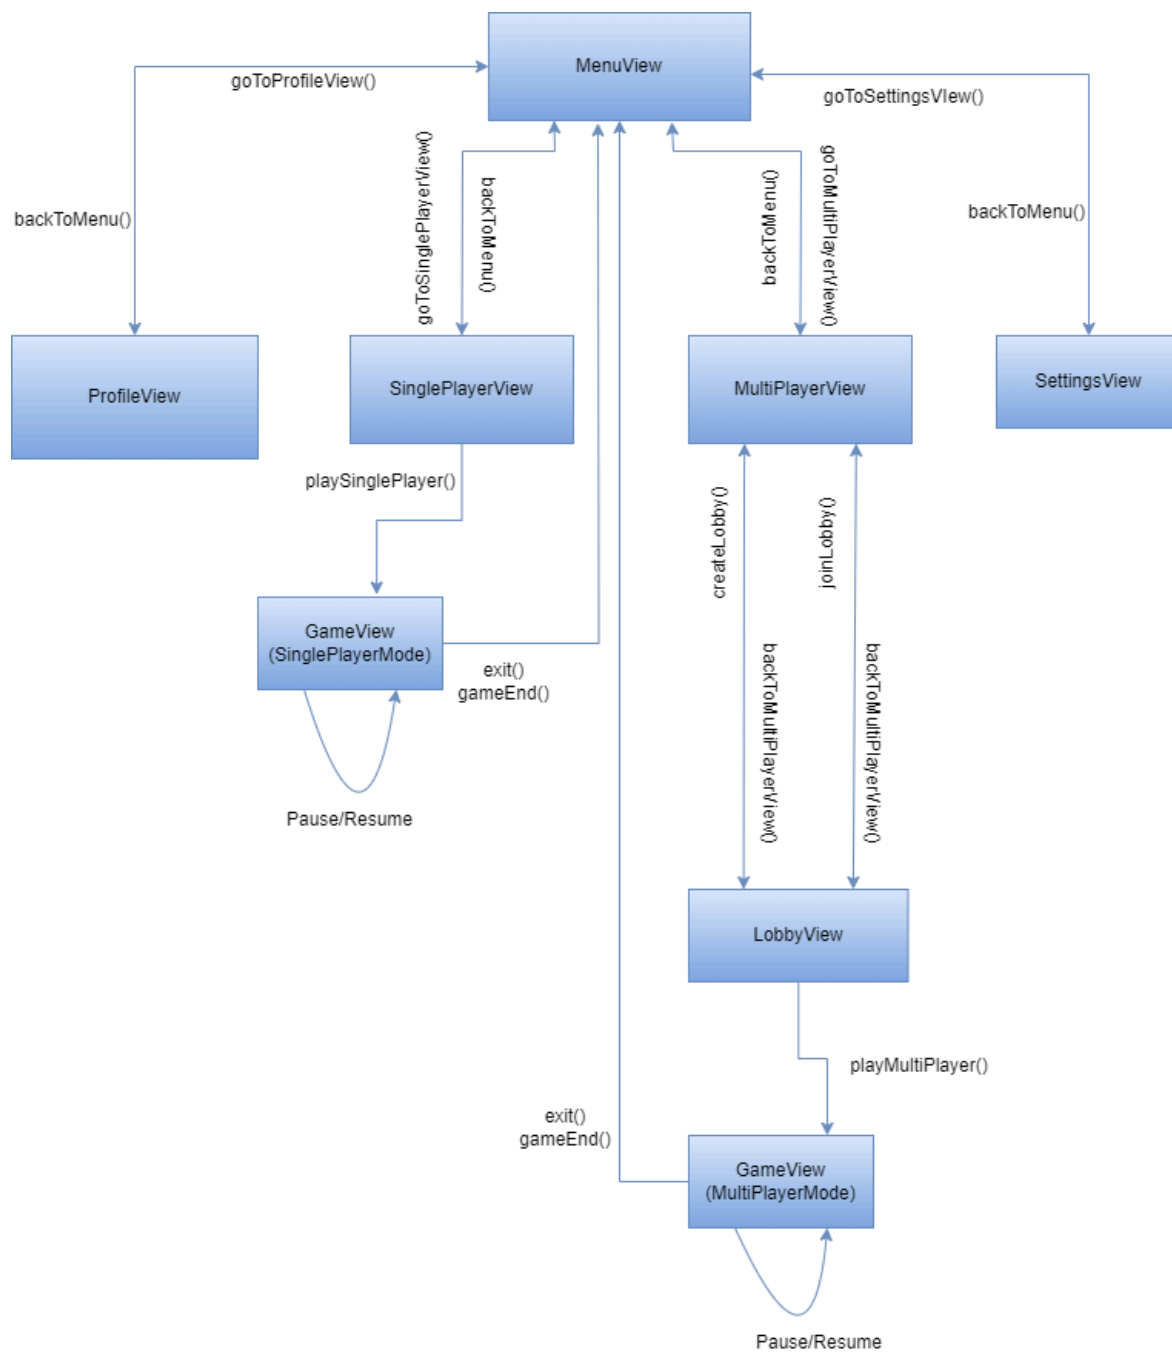 MenuView
goToProfileView()
goToSettingsVIew()
goToSinglePlayerView()
backToMenu()
backToMenu()
goToMultiPlayerView()
backToMenu()
backToMenu()
ProfileView
SinglePlayerView
MultiPlayerView
SettingsView
playSinglePlayer()
createLobby()
joinLobby()
GameView
(SinglePlayerMode)
exit()
gameEnd()
backToMultiPlayerView()
backToMultiPlayerView()
Pause/Resume
LobbyView
playMultiPlayer()
exit()
gameEnd()
GameView
(MultiPlayerMode)
Pause/Resume